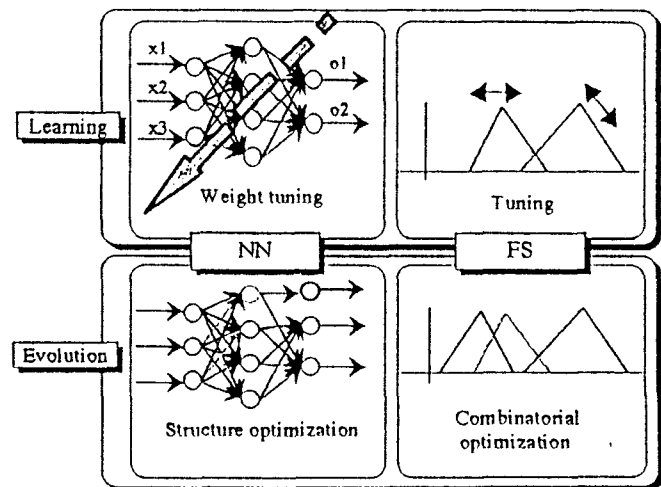 x1
x2
x3
o1
o2
Learning
Weight tuning
Tuning
NN
FS
Evolution
Structure optimization
Combinatorial
optimization